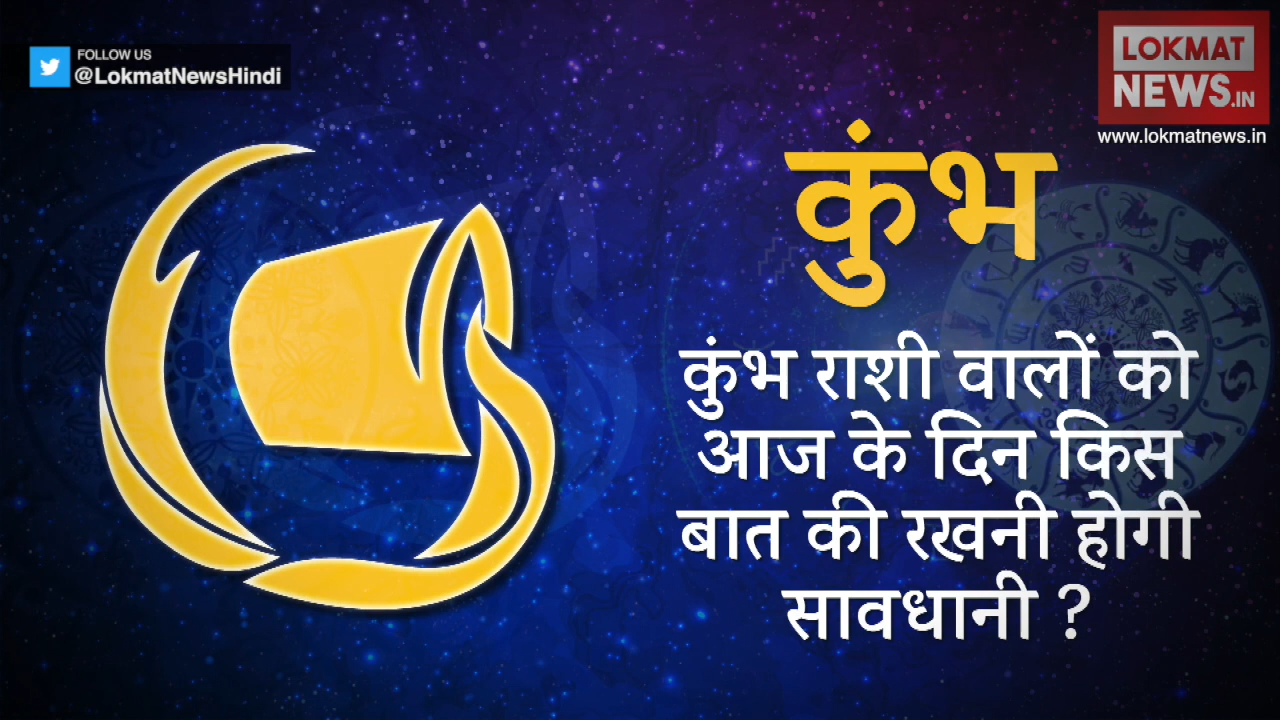 FOLLOW US
@LokmatNewsHindi
LOKMAT
NEWS.IN
www.lokmatnews.in
कुंभ
कुंभ राशी वालों को
आज के दिन किस
बात की रखनी होगी
सावधानी ?